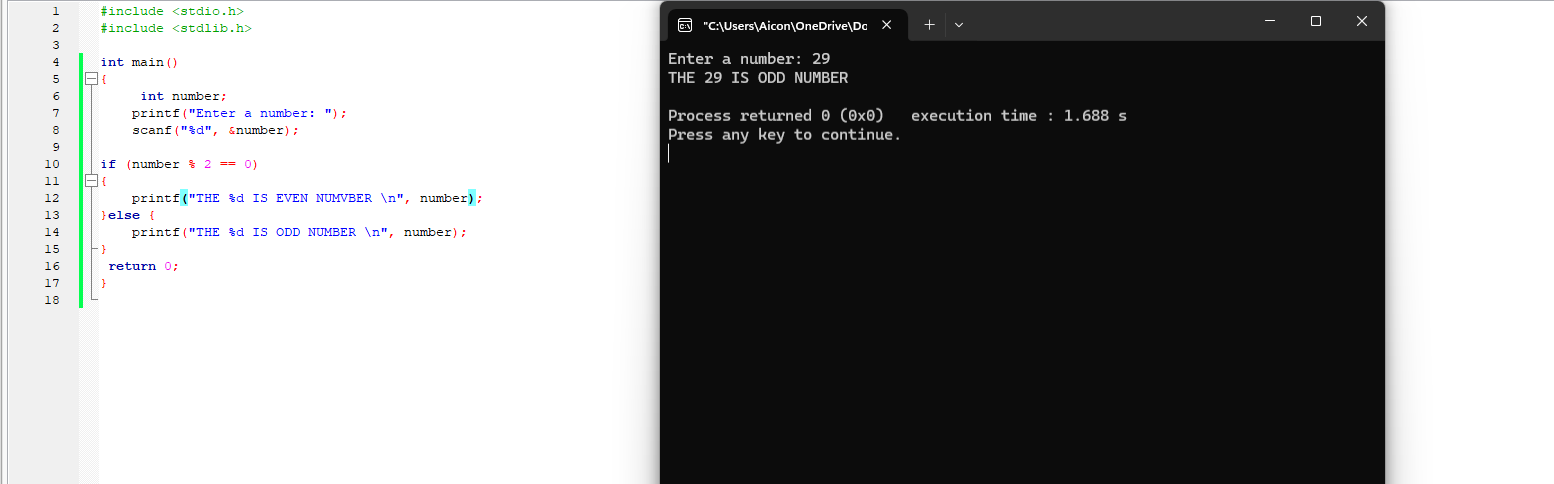 1 #include <stdio.h>
2 #include <stdlib.h>
3
4 int main()
5 {
6 int number;
7 printf("Enter a number: ");
8 scanf("%d", &number);
9
10 if (number % 2 == 0)
11 {
12 printf("THE %d IS EVEN NUMVBER \n", number);
13 }else {
14 printf("THE %d IS ODD NUMBER \n", number);
15 }
16 return 0;
17 }
18
"C:\Users\Aicon\OneDrive\Do
Enter a number: 29
THE 29 IS ODD NUMBER
Process returned 0 (0x0) execution time : 1.688 s
Press any key to continue.